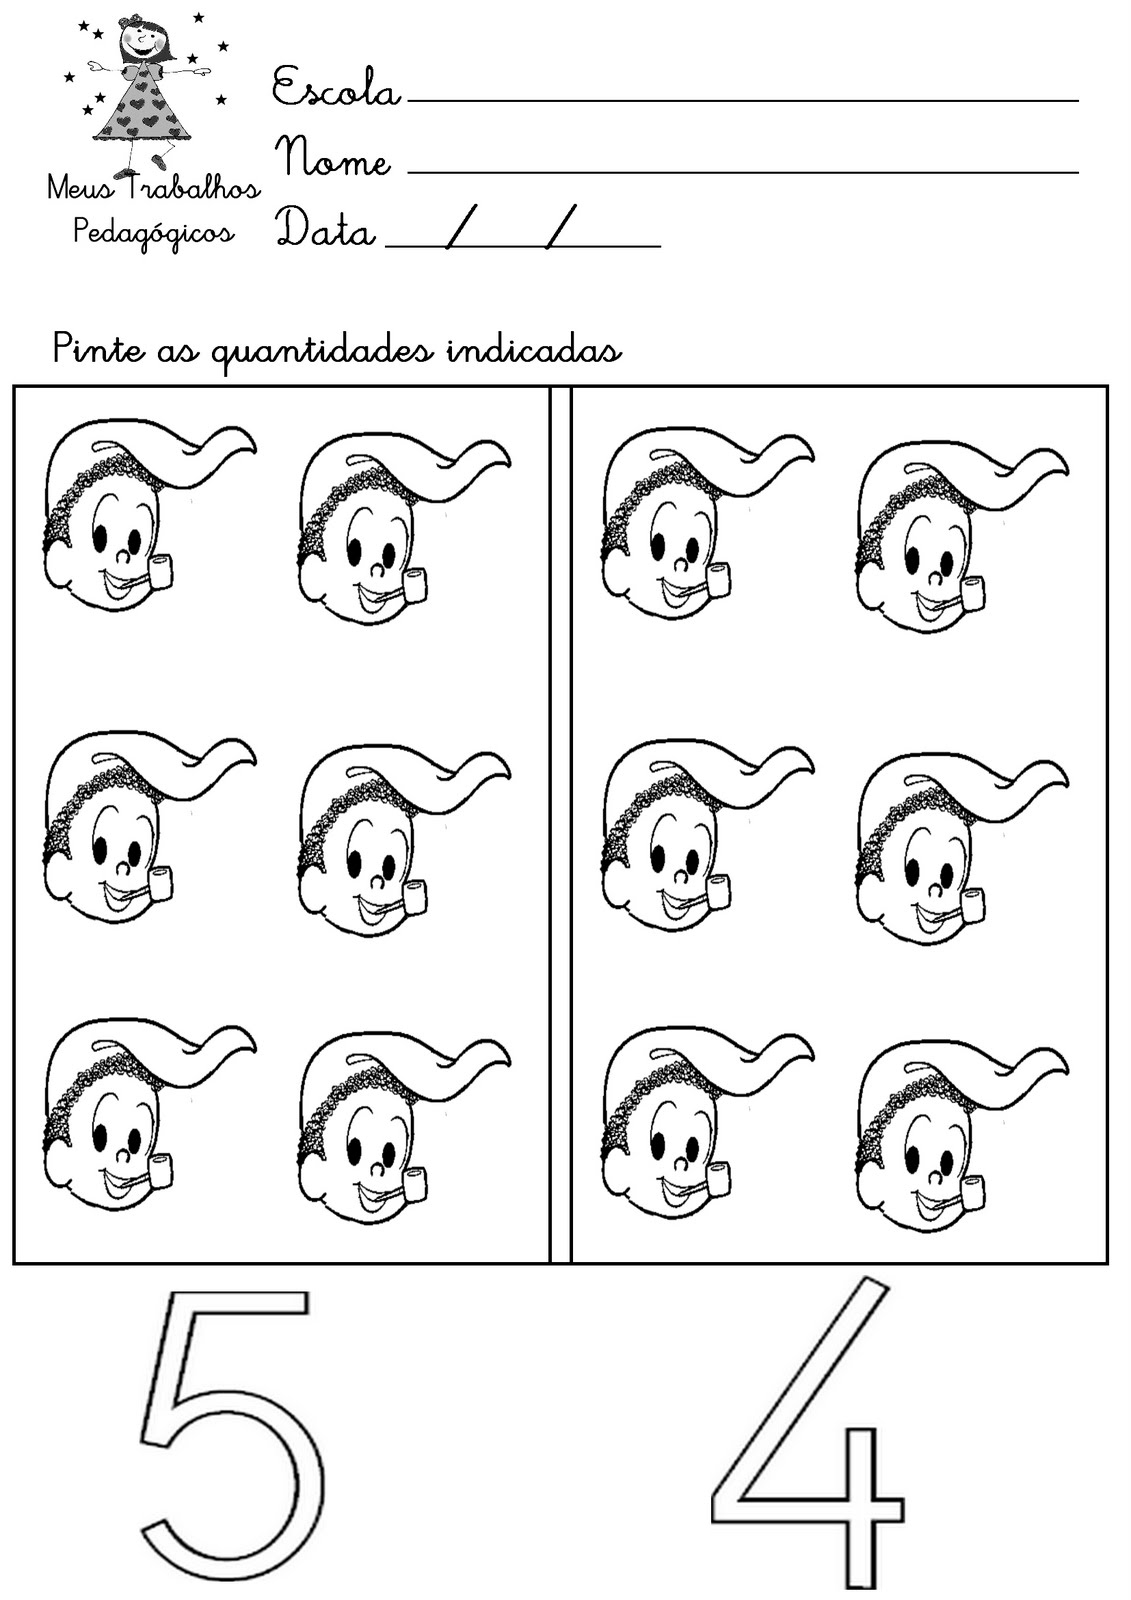 Escola
Nome
Data / /
Meus Trabalhos
Pedagógicos
Pinte as quantidades indicadas
5 4